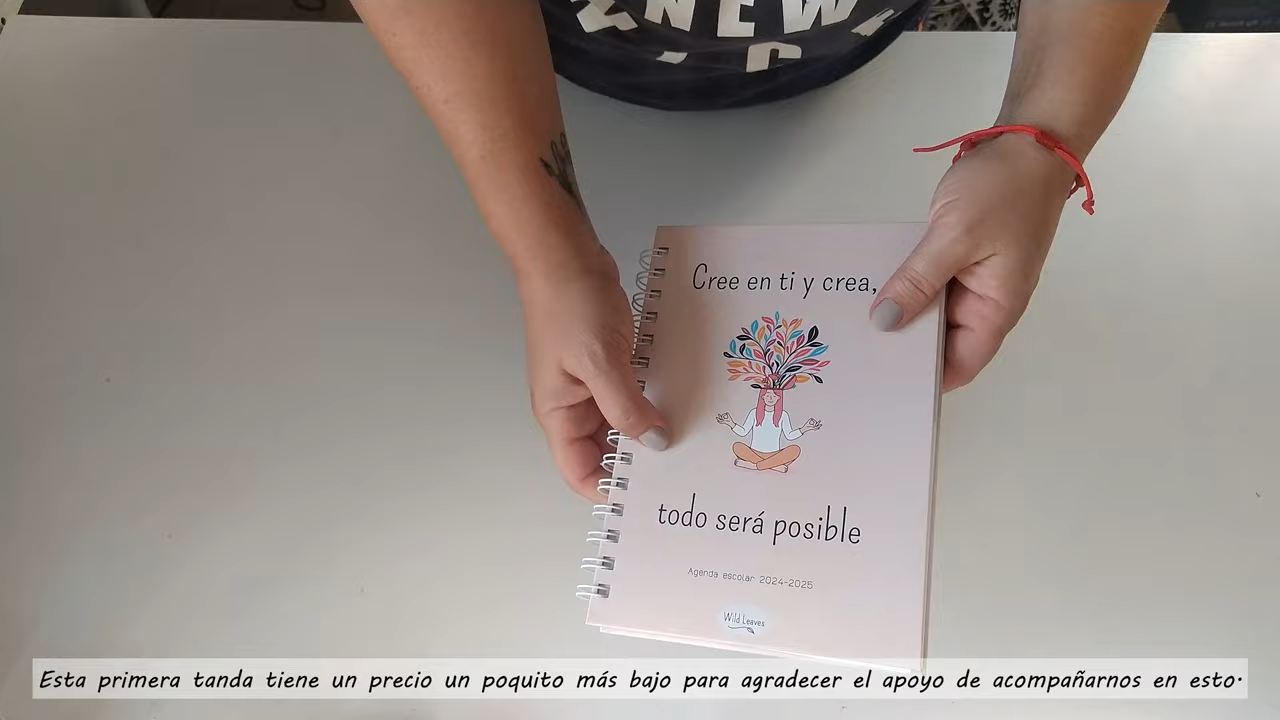 NEW
Cree en ti y crea,
todo será posible
Agenda escolar 2024-2025
Wild Leaves
Esta primera tanda tiene un precio un poquito más bajo para agradecer el apoyo de acompañarnos en esto·